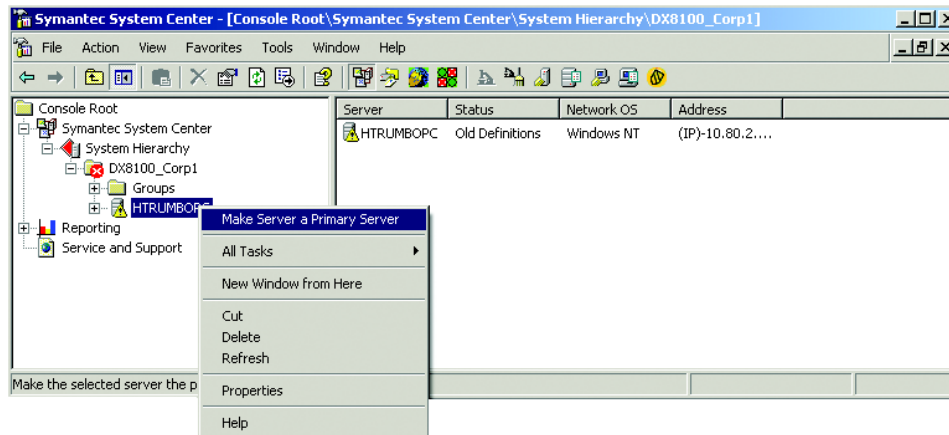 Symantec System Center - [Console Root\Symantec System Center\System Hierarchy\DX8100_Corp1]
File Action View Favorites Tools Window Help
Console Root
Symantec System Center
System Hierarchy
DX8100_Corp1
Groups
HTRUMBOPC
Reporting
Service and Support
Server Status Network OS Address
HTRUMBOPC Old Definitions Windows NT (IP)-10.80.2....
Make Server a Primary Server
All Tasks
New Window from Here
Cut
Delete
Refresh
Properties
Help
Make the selected server the p